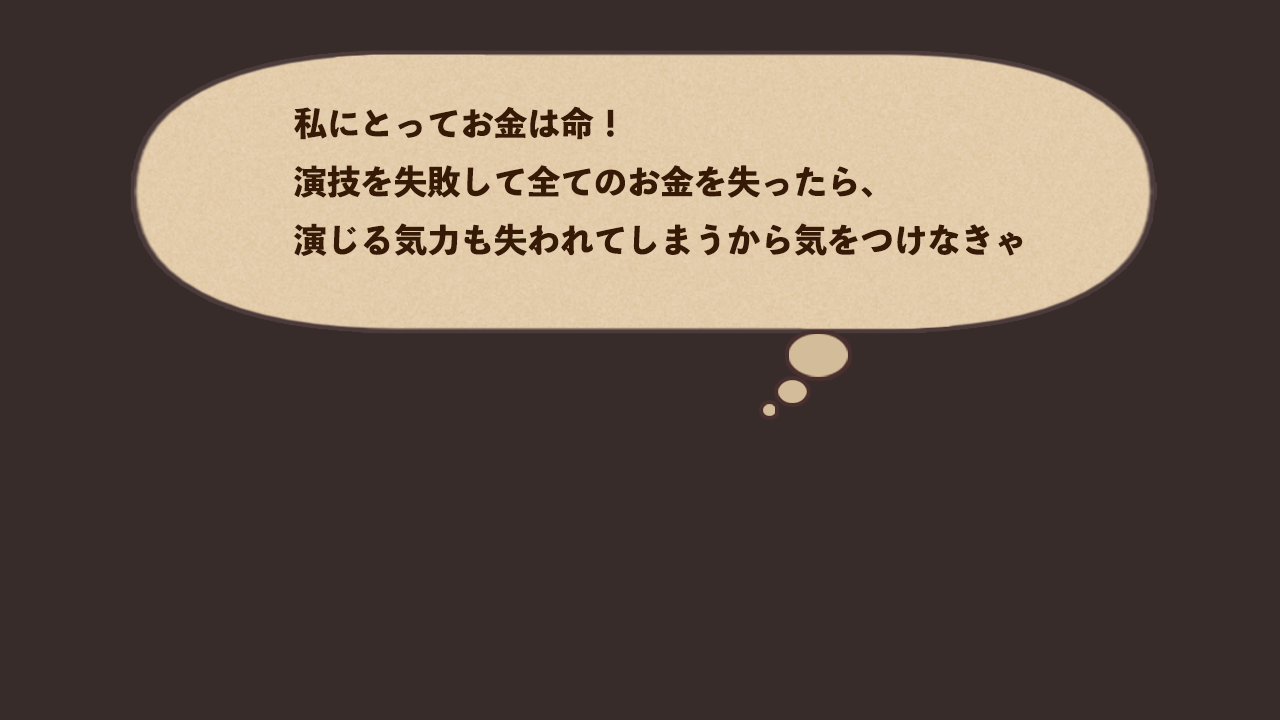 私にとってお金は命！
演技を失敗して全てのお金を失ったら、
演じる気力も失われてしまうから気をつけなきゃ